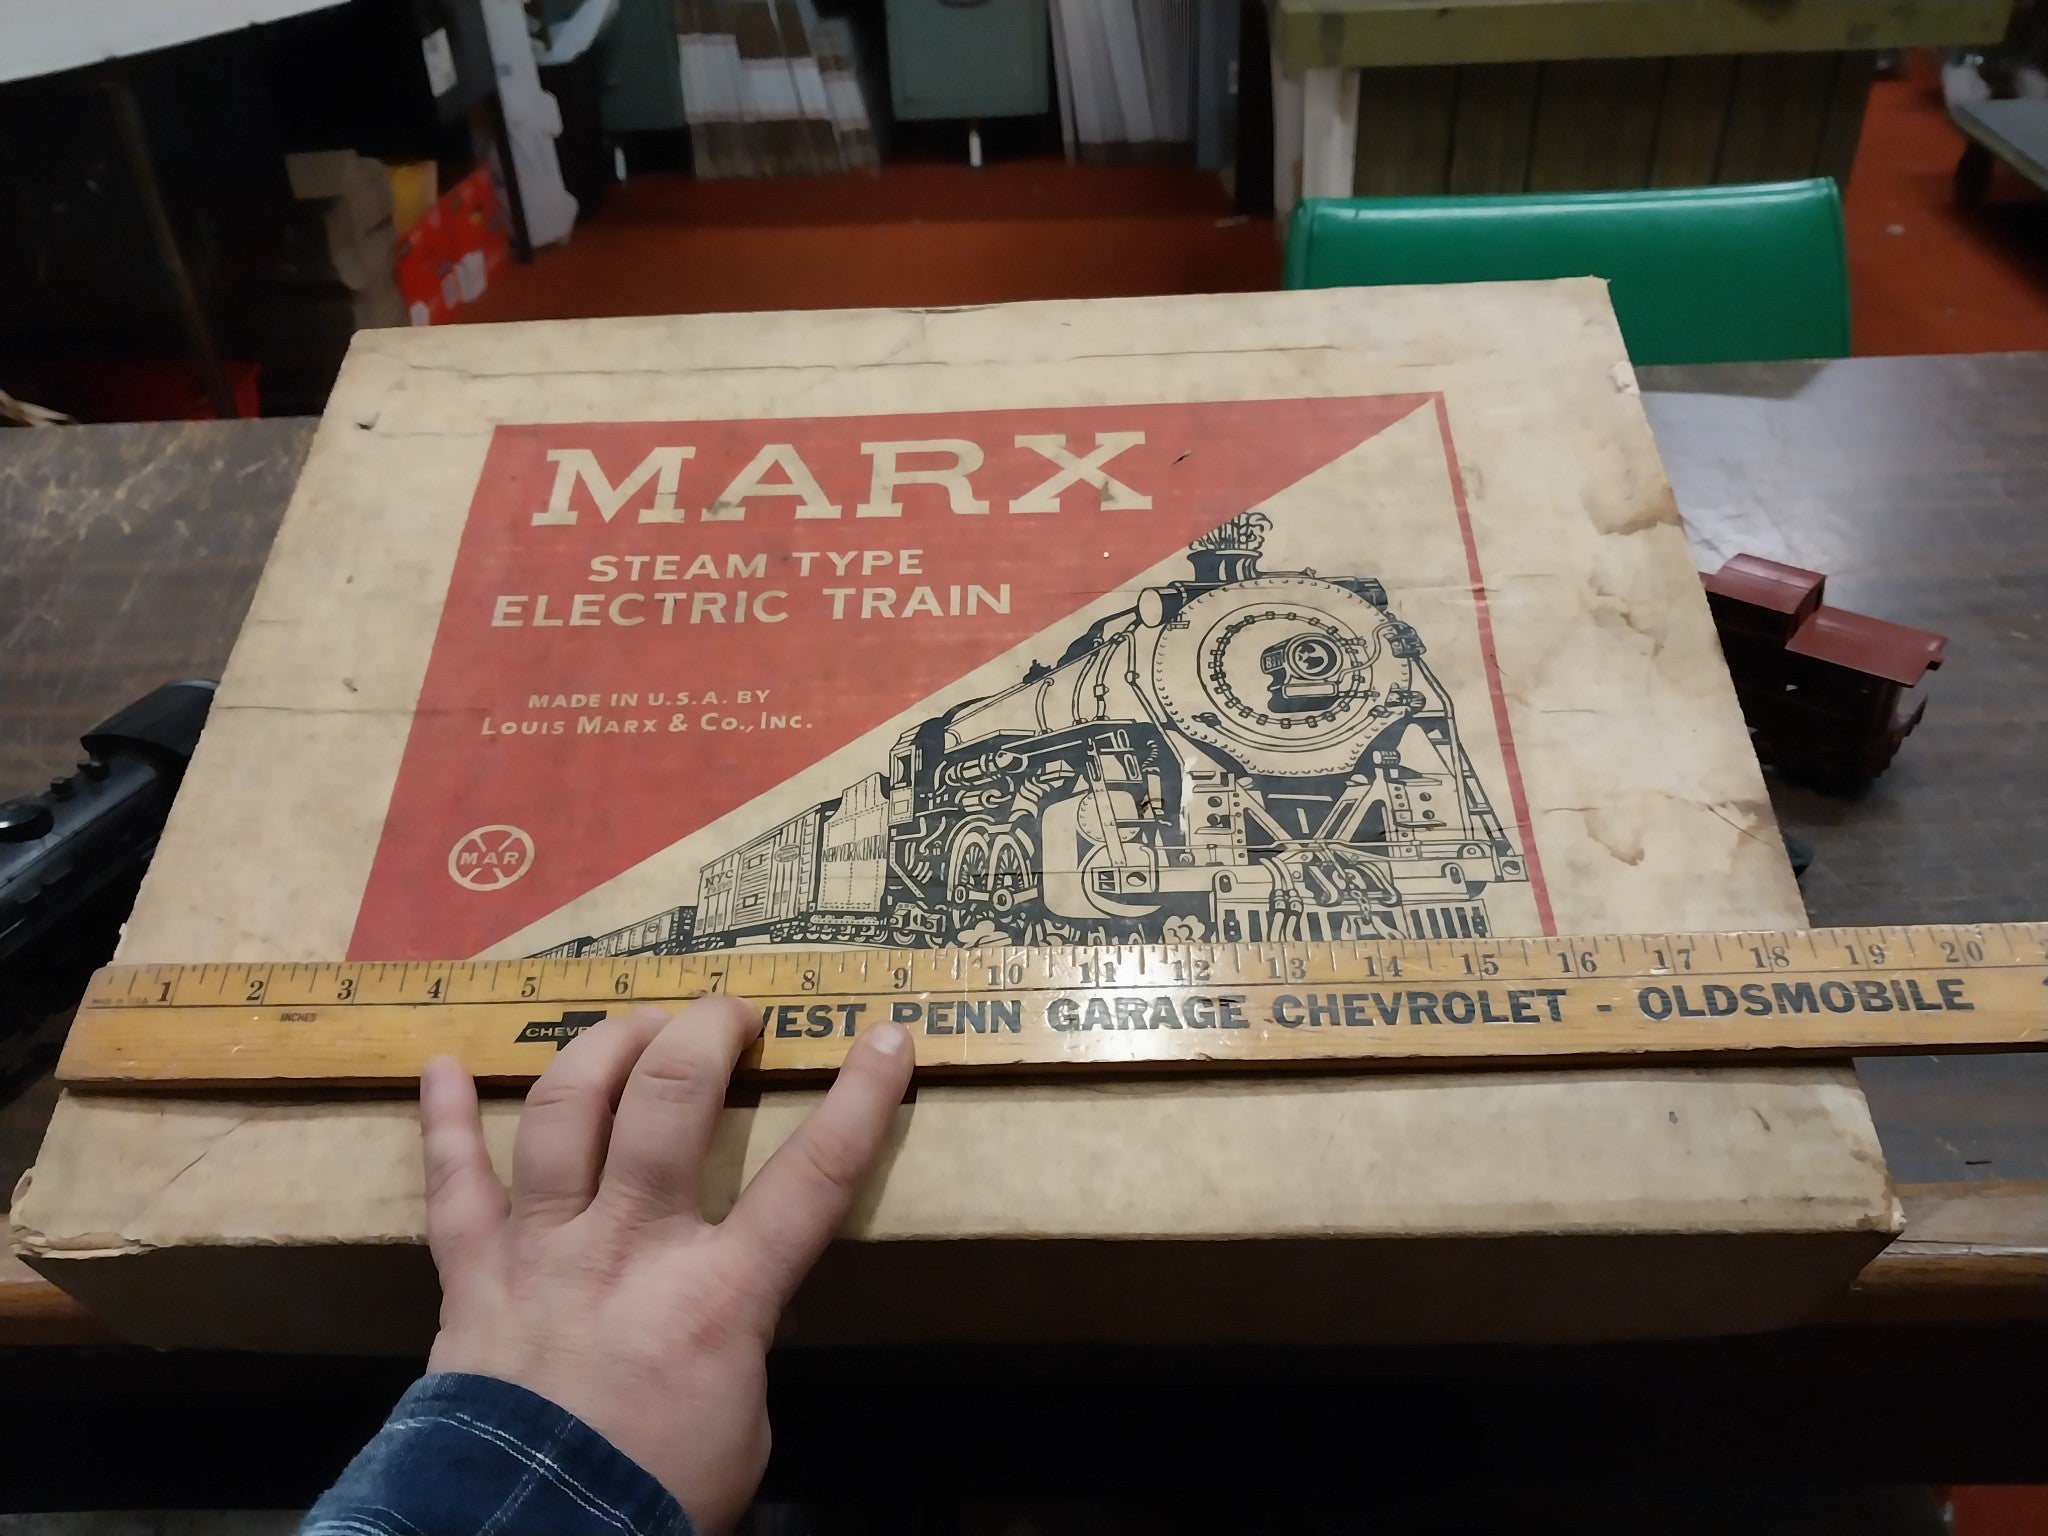 MARX
STEAM TYPE
ELECTRIC TRAIN
MADE IN U.S.A. BY
LOUIS MARX & CO., INC.
MAR
NYC
NEW YORK CENTRAL
1 2 3 4 5 6 7 8 9 10 11 12 13 14 15 16 17 18 19 20
INCHES
WEST PENN GARAGE CHEVROLET - OLDSMOBILE